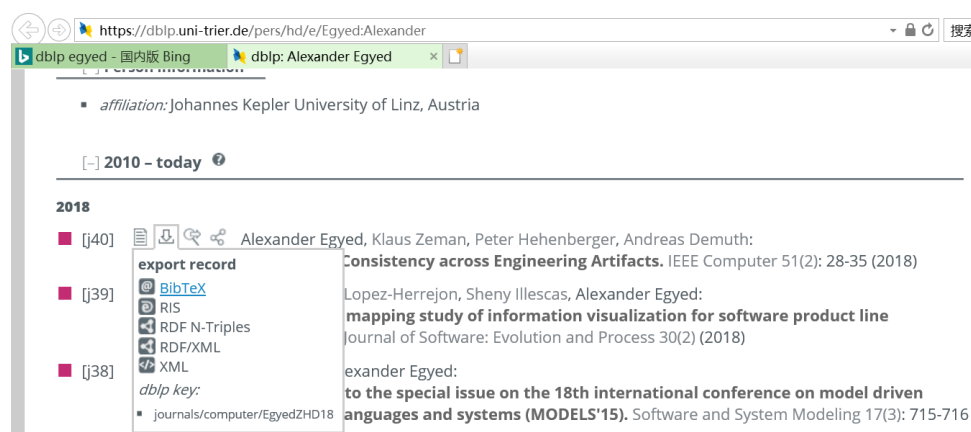 https://dblp.uni-trier.de/pers/hd/e/Egyed:Alexander
搜索
dblp egyed - 国内版 Bing
dblp: Alexander Egyed
[-] Person information
affiliation: Johannes Kepler University of Linz, Austria
[-] 2010 – today
2018
[j40] Alexander Egyed, Klaus Zeman, Peter Hehenberger, Andreas Demuth:
export record Consistency across Engineering Artifacts. IEEE Computer 51(2): 28-35 (2018)
BibTeX
[j39] Lopez-Herrejon, Sheny Illescas, Alexander Egyed:
RIS mapping study of information visualization for software product line
RDF N-Triples
RDF/XML Journal of Software: Evolution and Process 30(2) (2018)
XML
[j38] exander Egyed:
dblp key: to the special issue on the 18th international conference on model driven
journals/computer/EgyedZHD18 anguages and systems (MODELS'15). Software and System Modeling 17(3): 715-716